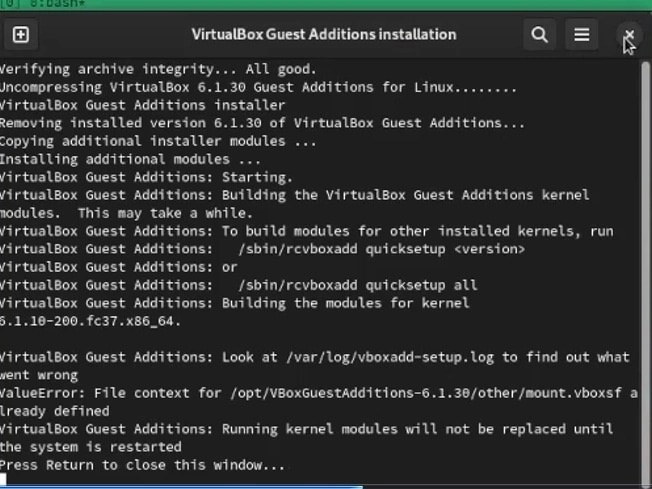 [0] 0:bash*
VirtualBox Guest Additions installation
Verifying archive integrity... All good.
Uncompressing VirtualBox 6.1.30 Guest Additions for Linux........
VirtualBox Guest Additions installer
Removing installed version 6.1.30 of VirtualBox Guest Additions...
Copying additional installer modules ...
Installing additional modules ...
VirtualBox Guest Additions: Starting.
VirtualBox Guest Additions: Building the VirtualBox Guest Additions kernel
modules.  This may take a while.
VirtualBox Guest Additions: To build modules for other installed kernels, run
VirtualBox Guest Additions:   /sbin/rcvboxadd quicksetup <version>
VirtualBox Guest Additions: or
VirtualBox Guest Additions:   /sbin/rcvboxadd quicksetup all
VirtualBox Guest Additions: Building the modules for kernel
6.1.10-200.fc37.x86_64.
VirtualBox Guest Additions: Look at /var/log/vboxadd-setup.log to find out what
went wrong
ValueError: File context for /opt/VBoxGuestAdditions-6.1.30/other/mount.vboxsf a
lready defined
VirtualBox Guest Additions: Running kernel modules will not be replaced until
the system is restarted
Press Return to close this window...